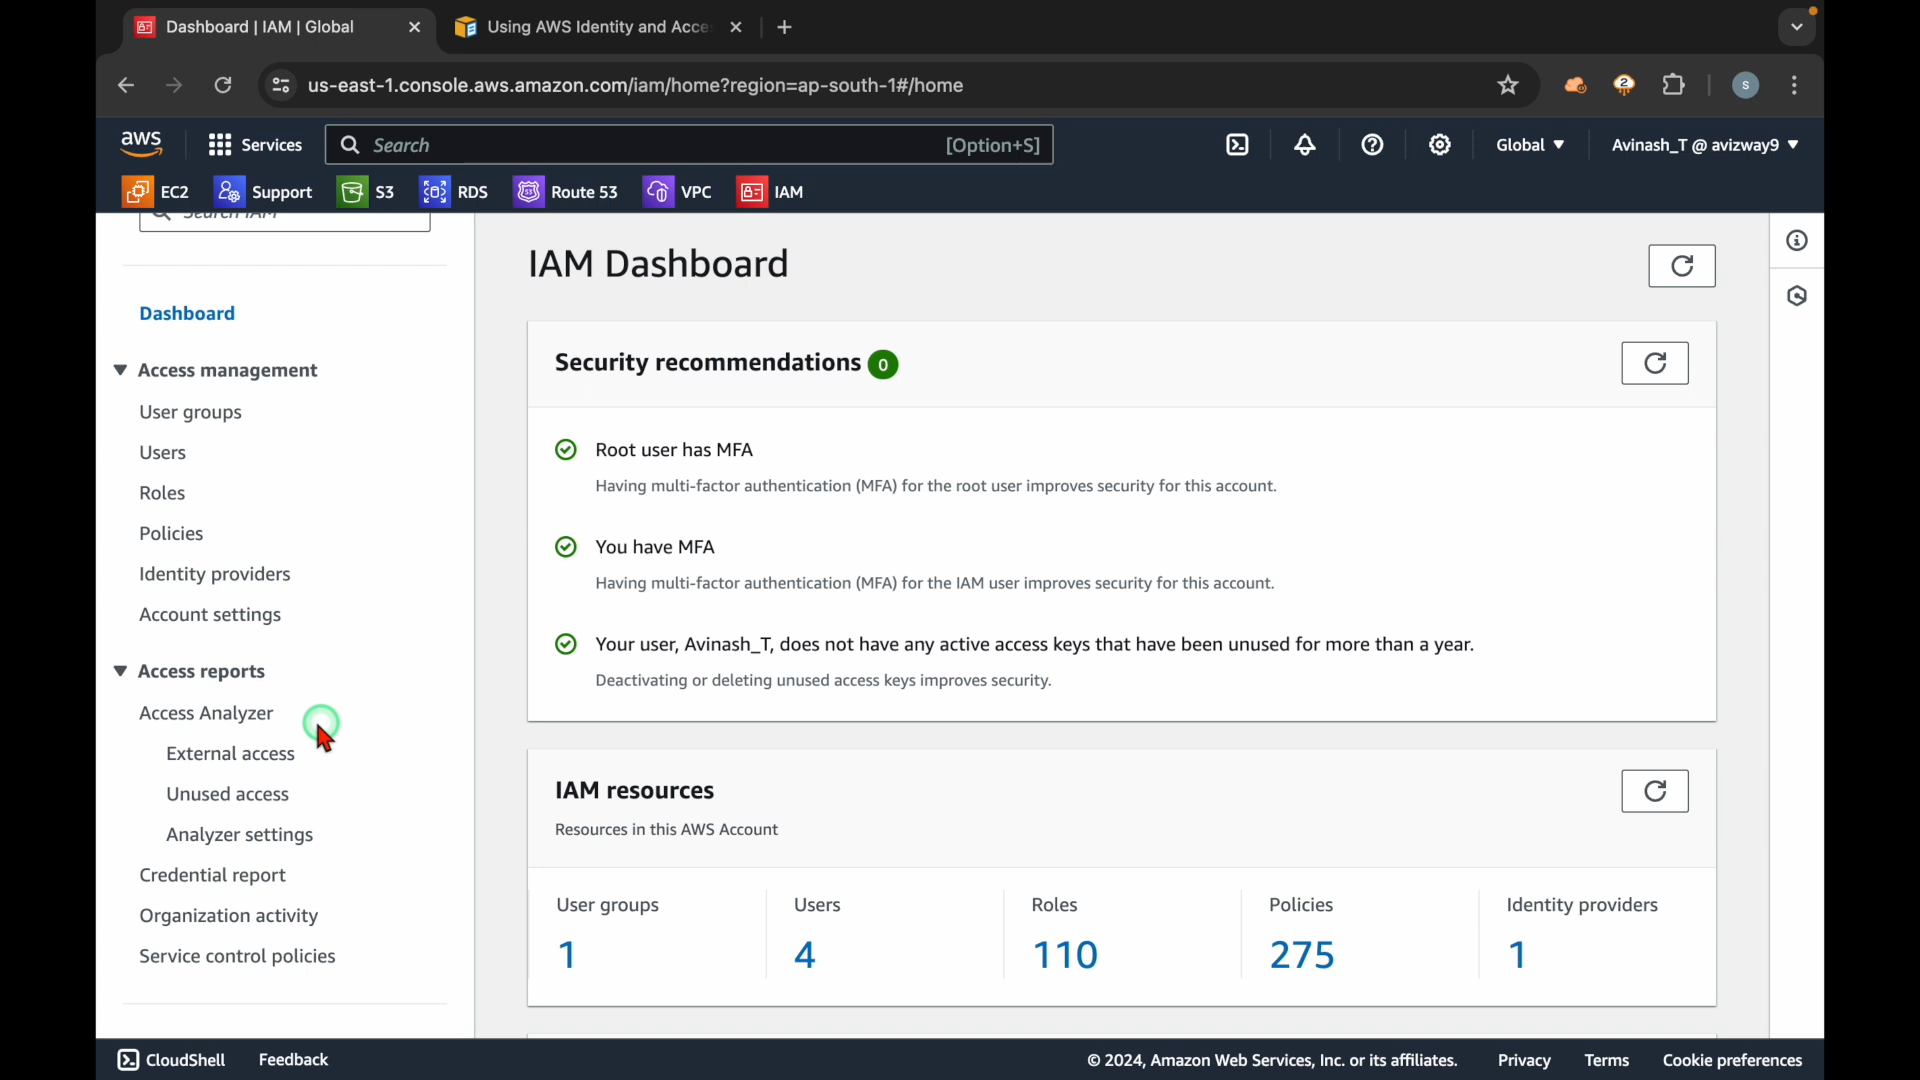 Dashboard | IAM | Global
Using AWS Identity and Acce
us-east-1.console.aws.amazon.com/iam/home?region=ap-south-1#/home
2
S
aws
Services
Search
[Option+S]
Global
Avinash_T @ avizway9
EC2
Support
S3
RDS
Route 53
VPC
IAM
Search IAM
Dashboard
Access management
User groups
Users
Roles
Policies
Identity providers
Account settings
Access reports
Access Analyzer
External access
Unused access
Analyzer settings
Credential report
Organization activity
Service control policies
IAM Dashboard
Security recommendations 0
Root user has MFA
Having multi-factor authentication (MFA) for the root user improves security for this account.
You have MFA
Having multi-factor authentication (MFA) for the IAM user improves security for this account.
Your user, Avinash_T, does not have any active access keys that have been unused for more than a year.
Deactivating or deleting unused access keys improves security.
IAM resources
Resources in this AWS Account
User groups
1
Users
4
Roles
110
Policies
275
Identity providers
1
CloudShell
Feedback
© 2024, Amazon Web Services, Inc. or its affiliates.
Privacy
Terms
Cookie preferences